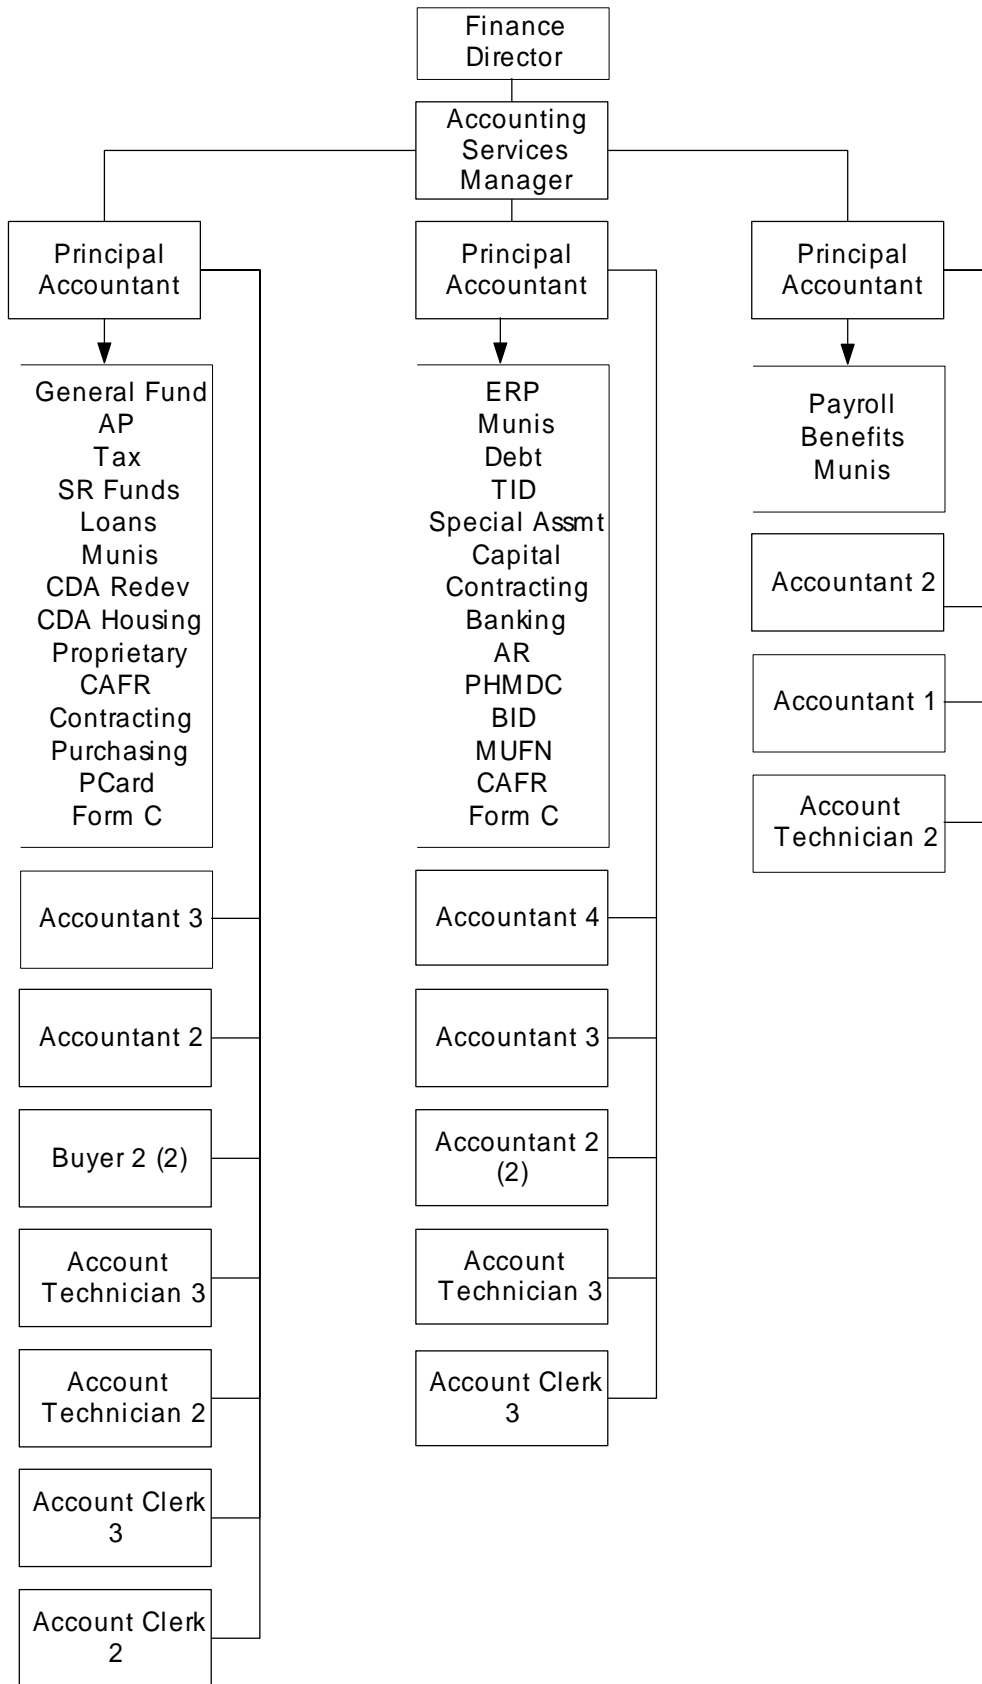 Finance
Director
Accounting
Services
Manager
Principal
Accountant
General Fund
AP
Tax
SR Funds
Loans
Munis
CDA Redev
CDA Housing
Proprietary
CAFR
Contracting
Purchasing
PCard
Form C
Accountant 3
Accountant 2
Buyer 2 (2)
Account
Technician 3
Account
Technician 2
Account Clerk
3
Account Clerk
2
Principal
Accountant
ERP
Munis
Debt
TID
Special Assmt
Capital
Contracting
Banking
AR
PHMDC
BID
MUFN
CAFR
Form C
Accountant 4
Accountant 3
Accountant 2
(2)
Account
Technician 3
Account Clerk
3
Principal
Accountant
Payroll
Benefits
Munis
Accountant 2
Accountant 1
Account
Technician 2